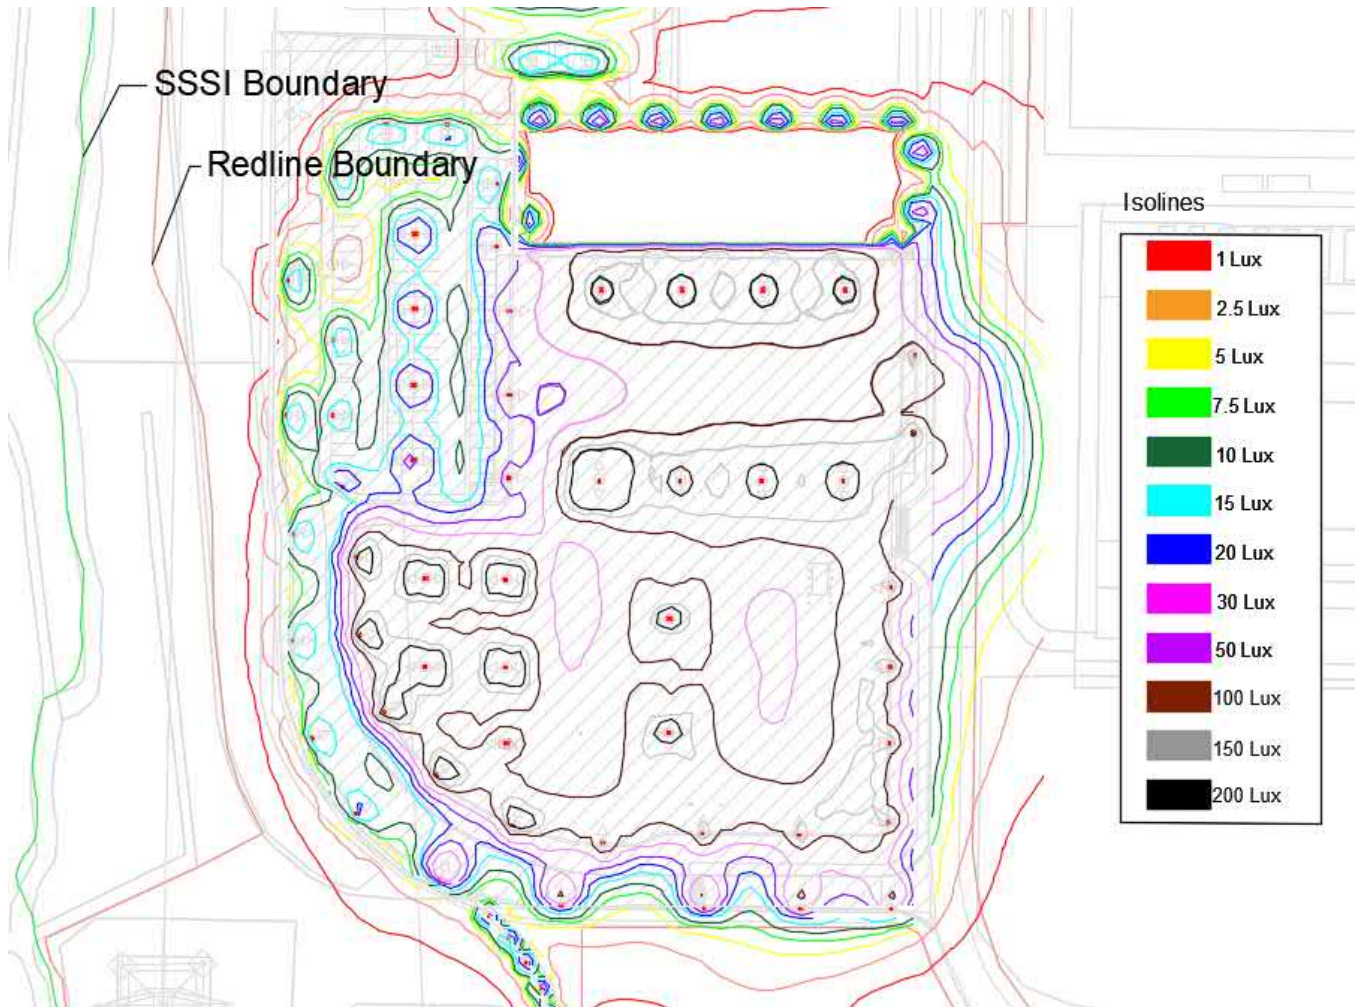 SSSI Boundary
Redline Boundary
Isolines
1 Lux
2.5 Lux
5 Lux
7.5 Lux
10 Lux
15 Lux
20 Lux
30 Lux
50 Lux
100 Lux
150 Lux
200 Lux